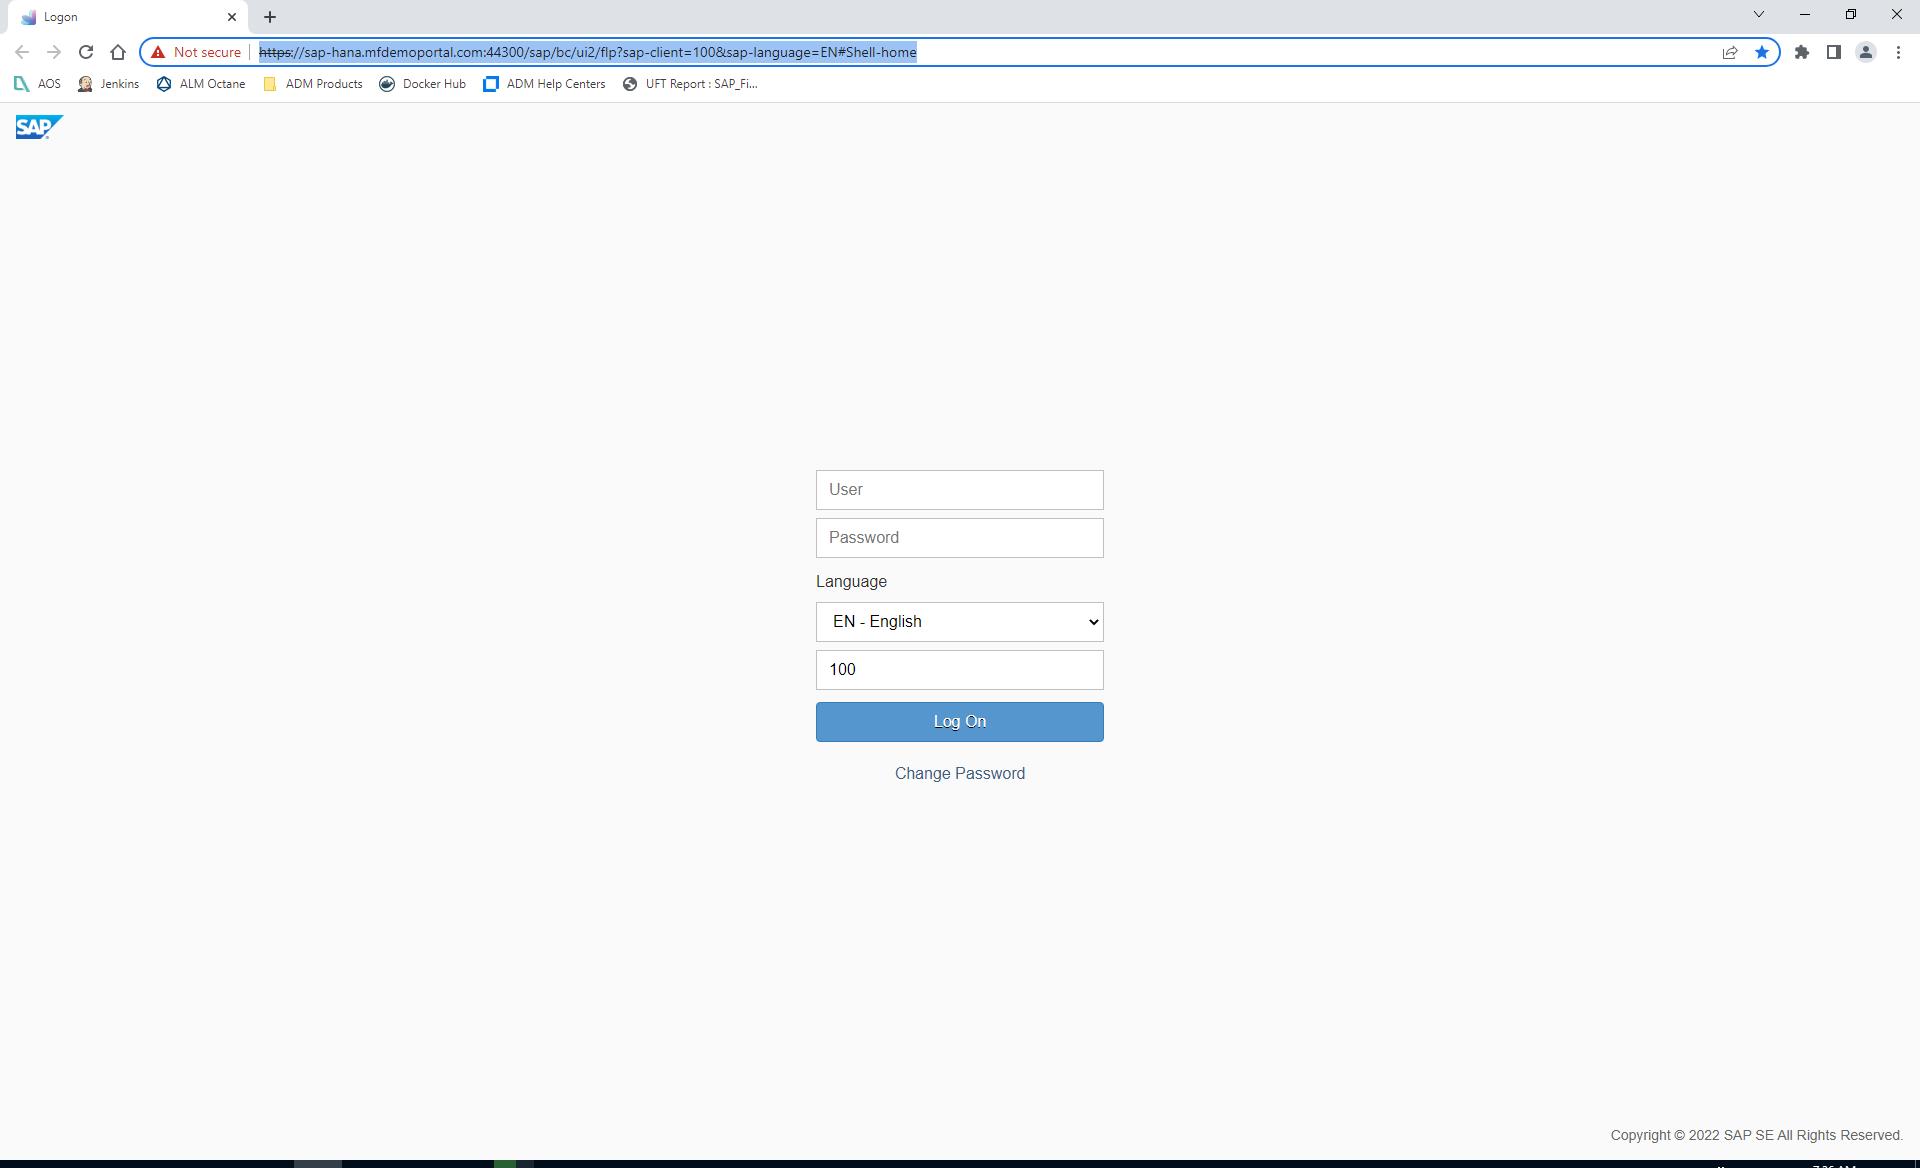 Logon
Not secure
https://sap-hana.mfdemoportal.com:44300/sap/bc/ui2/flp?sap-client=100&sap-language=EN#Shell-home
AOS
Jenkins
ALM Octane
ADM Products
Docker Hub
ADM Help Centers
UFT Report : SAP_Fi...
SAP
User
Password
Language
EN - English
100
Log On
Change Password
Copyright © 2022 SAP SE All Rights Reserved.